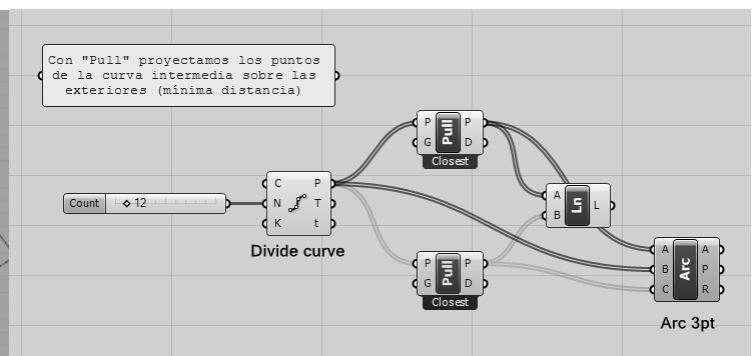 Con "Pull" proyectamos los puntos
de la curva intermedia sobre las
exteriores (mínima distancia)
P Pull P
G D
Closest
C P
Count 12
N T
K t
Divide curve
A Ln L
B
P Pull P
G D
Closest
A Arc A
B P
C R
Arc 3pt